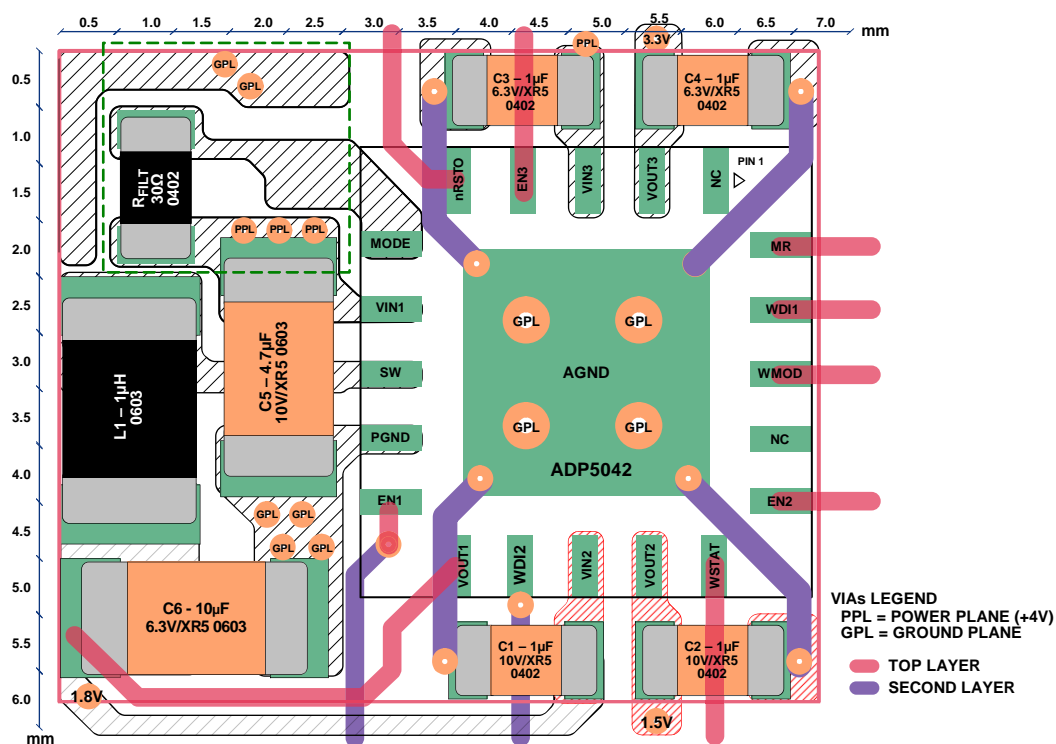 0.5 1.0 1.5 2.0 2.5 3.0 3.5 4.0 4.5 5.0 5.5 6.0 6.5 7.0
mm
0.5
1.0
1.5
2.0
2.5
3.0
3.5
4.0
4.5
5.0
5.5
6.0
mm
GPL
GPL
PPL
3.3V
C3 – 1µF
6.3V/XR5
0402
C4 – 1µF
6.3V/XR5
0402
RFILT
30Ω
0402
nRSTO
EN3
VIN3
VOUT3
NC
PIN 1
PPL PPL PPL
MODE
VIN1
SW
PGND
EN1
MR
WDI1
WMOD
NC
EN2
L1 – 1µH
0603
C5 – 4.7µF
10V/XR5 0603
GPL GPL
AGND
GPL GPL
ADP5042
GPL GPL
GPL GPL
VOUT1
WDI2
VIN2
VOUT2
WSTAT
C6 - 10µF
6.3V/XR5 0603
C1 – 1µF
10V/XR5
0402
C2 – 1µF
10V/XR5
0402
1.8V
1.5V
VIAs LEGEND
PPL = POWER PLANE (+4V)
GPL = GROUND PLANE
TOP LAYER
SECOND LAYER